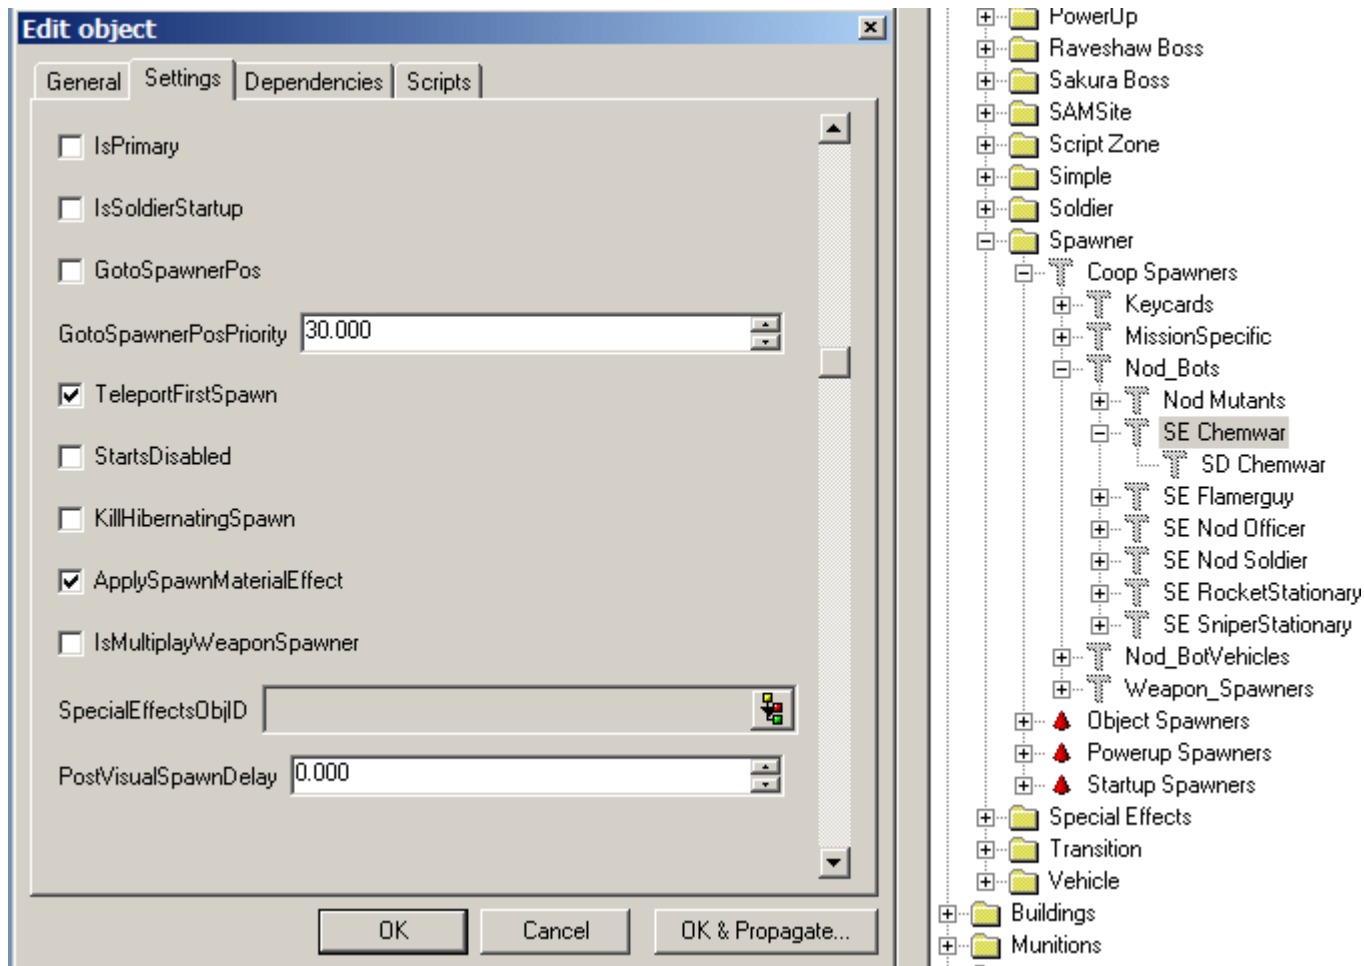 Edit object
General
Settings
Dependencies
Scripts
IsPrimary
IsSoldierStartup
GotoSpawnerPos
GotoSpawnerPosPriority 30.000
TeleportFirstSpawn
StartsDisabled
KillHibernatingSpawn
ApplySpawnMaterialEffect
IsMultiplayWeaponSpawner
SpecialEffectsObjID
PostVisualSpawnDelay 0.000
OK
Cancel
OK & Propagate...
PowerUp
Raveshaw Boss
Sakura Boss
SAMSite
Script Zone
Simple
Soldier
Spawner
Coop Spawners
Keycards
MissionSpecific
Nod_Bots
Nod Mutants
SE Chemwar
SD Chemwar
SE Flamerguy
SE Nod Officer
SE Nod Soldier
SE RocketStationary
SE SniperStationary
Nod_BotVehicles
Weapon_Spawners
Object Spawners
Powerup Spawners
Startup Spawners
Special Effects
Transition
Vehicle
Buildings
Munitions